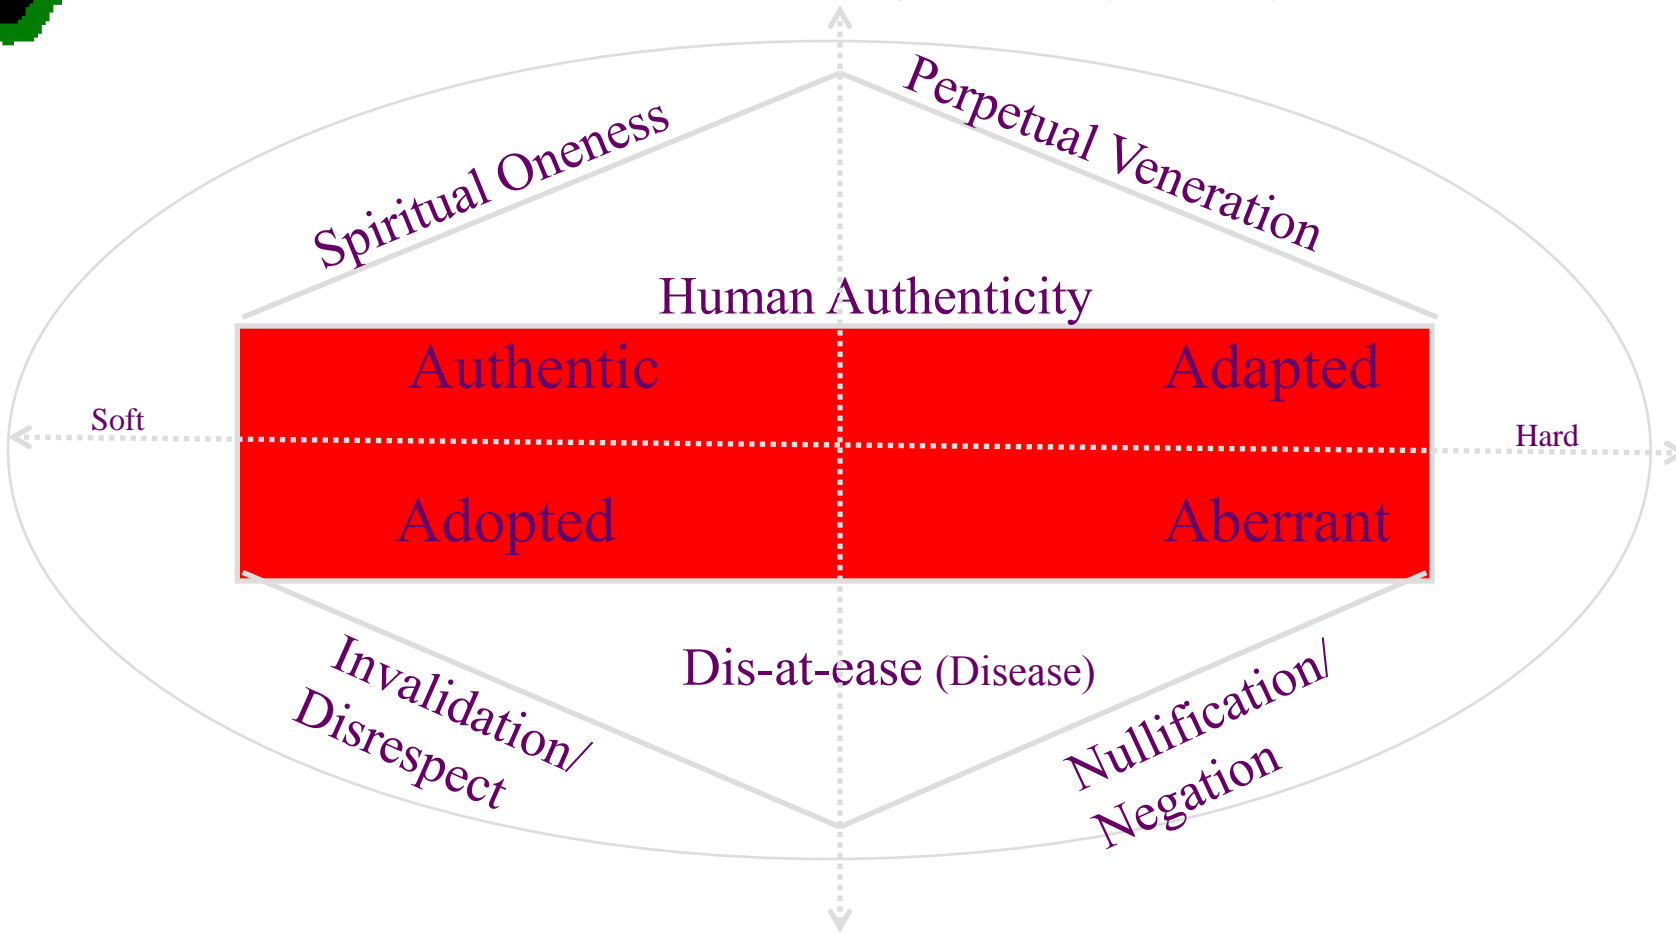 Spiritual Oneness
Perpetual Veneration
Human Authenticity
Authentic
Adapted
Soft
Hard
Adopted
Aberrant
Invalidation/
Disrespect
Dis-at-ease (Disease)
Nullification/
Negation